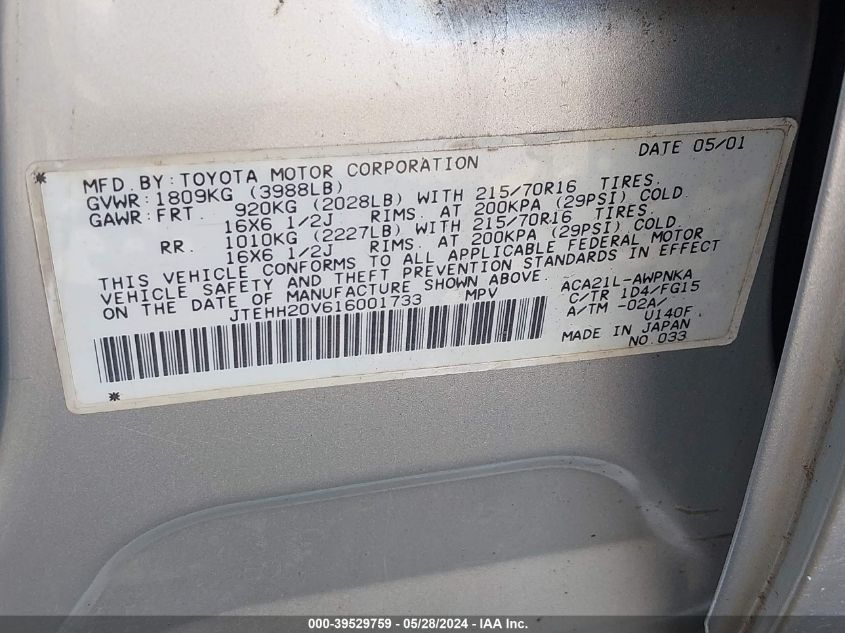 DATE 05/01
MFD. BY: TOYOTA MOTOR CORPORATION
GVWR: 1809KG (3988LB)
GAWR: FRT. 920KG (2028LB) WITH 215/70R16 TIRES,
16X6 1/2J RIMS, AT 200KPA (29PSI) COLD
RR. 1010KG (2227LB) WITH 215/70R16 TIRES,
16X6 1/2J RIMS, AT 200KPA (29PSI) COLD
THIS VEHICLE CONFORMS TO ALL APPLICABLE FEDERAL MOTOR
VEHICLE SAFETY AND THEFT PREVENTION STANDARDS IN EFFECT
ON THE DATE OF MANUFACTURE SHOWN ABOVE.
JTEHH20V616001733 MPV
ACA21L-AWPNKA
C/TR 1D4/FG15
A/TM -02A/
U140F
MADE IN JAPAN
NO.033
000-39529759 - 05/28/2024 - IAA Inc.